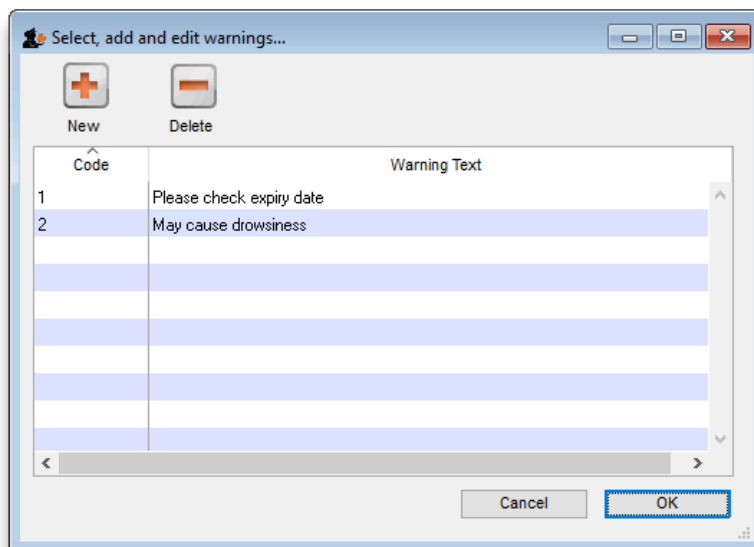 Select, add and edit warnings...
New Delete
Code Warning Text
1 Please check expiry date
2 May cause drowsiness
Cancel OK